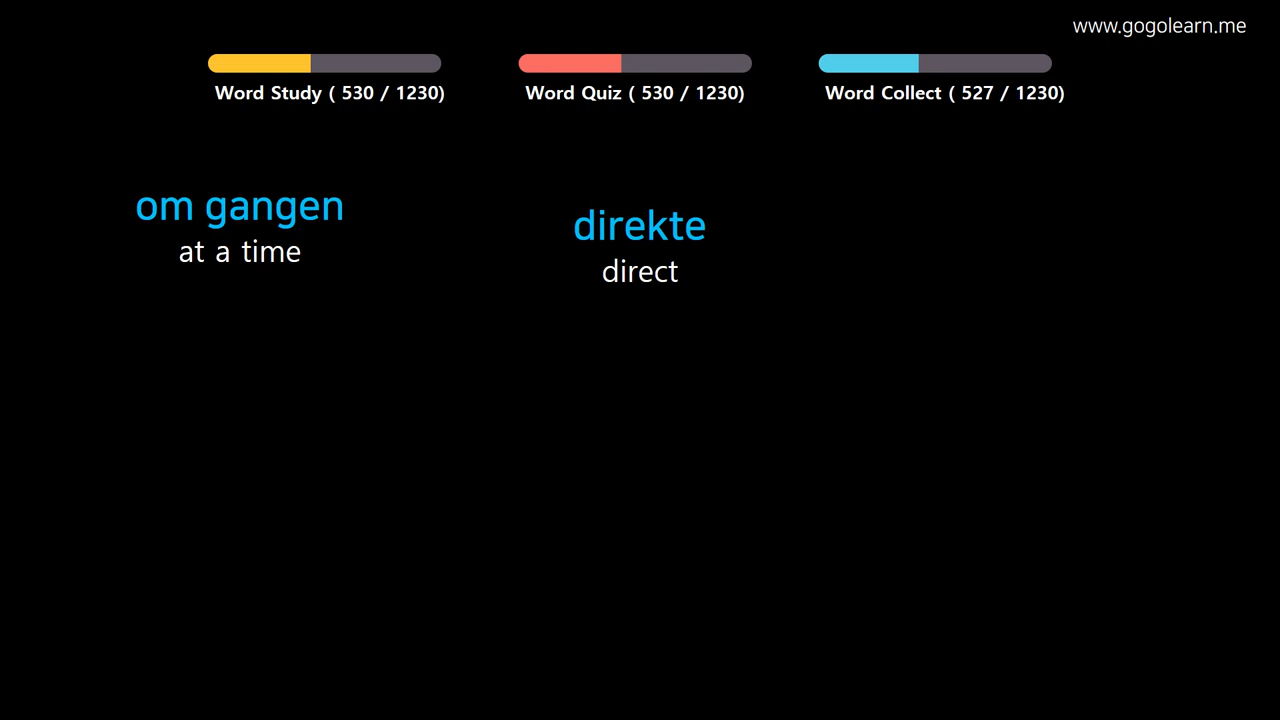 www.gogolearn.me
Word Study ( 530 / 1230)
Word Quiz ( 530 / 1230)
Word Collect ( 527 / 1230)
om gangen
at a time
direkte
direct